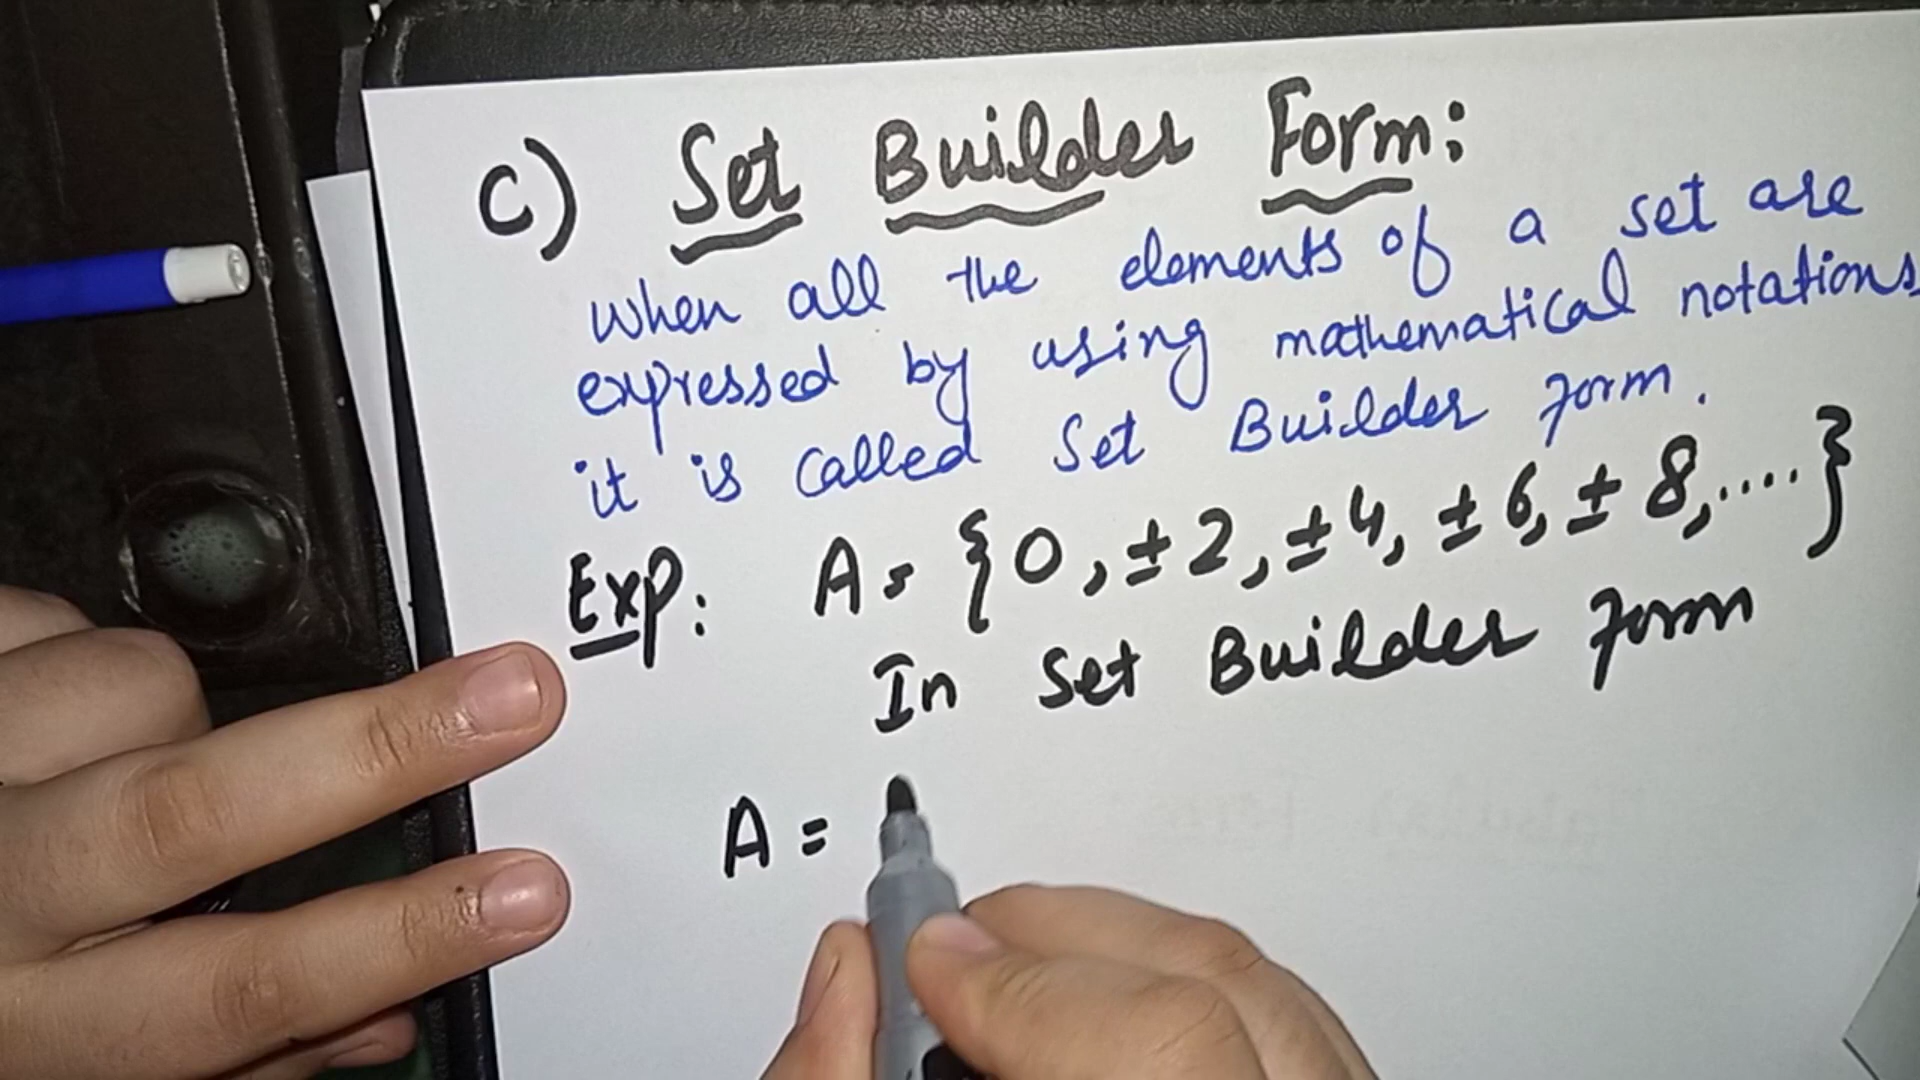 c) Set Builder Form:
When all the elements of a set are
expressed by using mathematical notations
it is called Set Builder form.
Exp: A = {0, ±2, ±4, ±6, ±8, ....}
In Set Builder form
A =